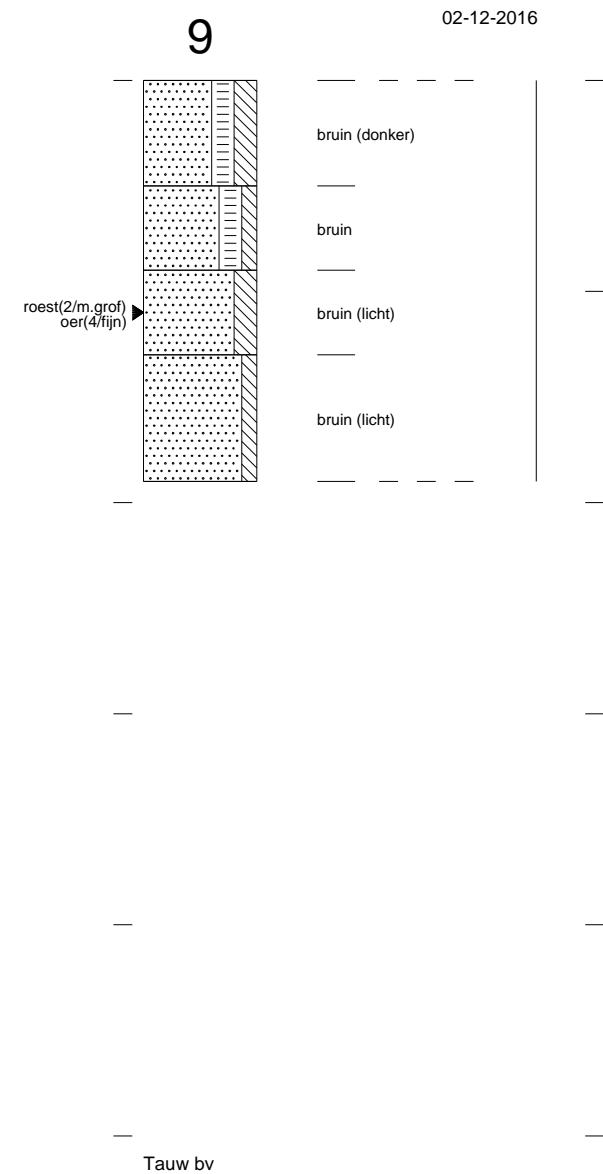 02-12-2016
9
bruin (donker)
bruin
roest(2/m.grof)
oer(4/fijn)
bruin (licht)
bruin (licht)
Tauw bv